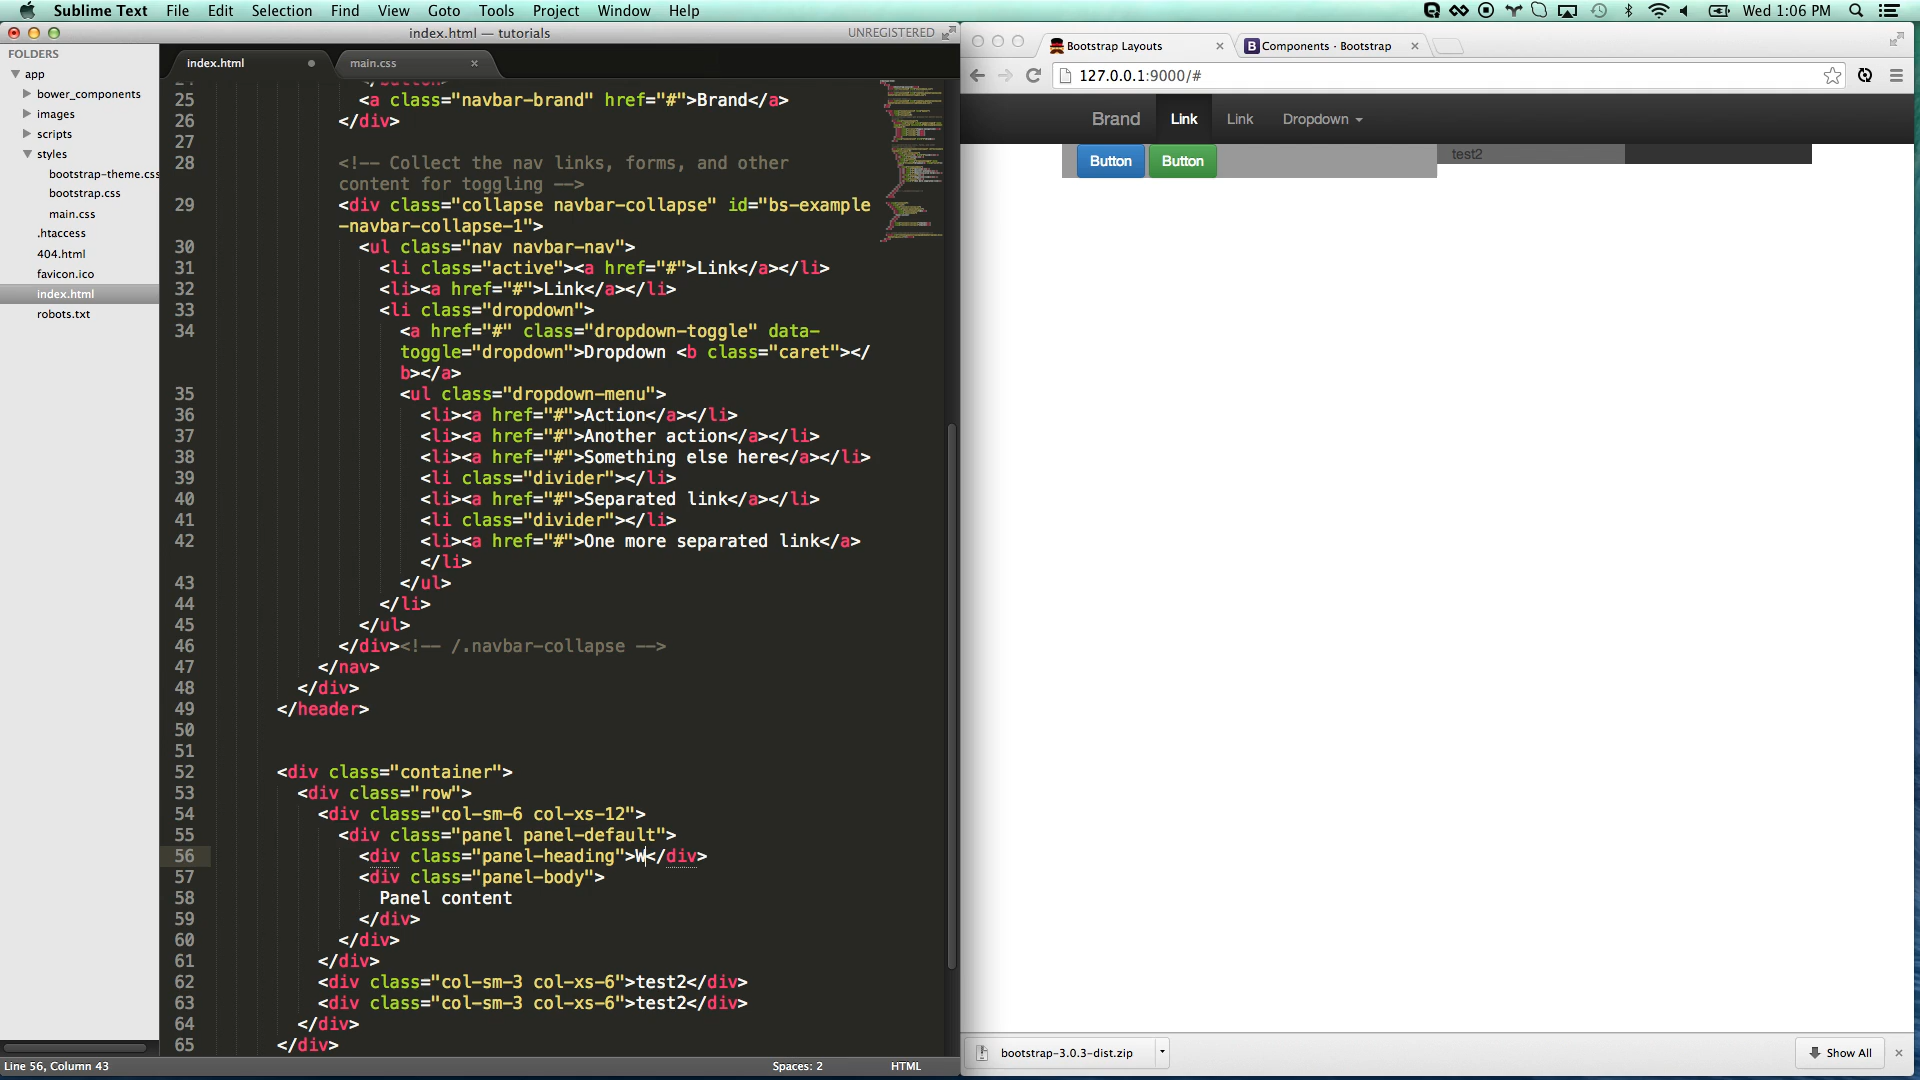 Sublime Text File Edit Selection Find View Goto Tools Project Window Help Wed 1:06 PM
index.html — tutorials UNREGISTERED
FOLDERS
app
bower_components
images
scripts
styles
bootstrap-theme.css
bootstrap.css
main.css
.htaccess
404.html
favicon.ico
index.html
robots.txt
index.html main.css
25 <a class="navbar-brand" href="#">Brand</a>
26 </div>
27
28 <!-- Collect the nav links, forms, and other
content for toggling -->
29 <div class="collapse navbar-collapse" id="bs-example
-navbar-collapse-1">
30 <ul class="nav navbar-nav">
31 <li class="active"><a href="#">Link</a></li>
32 <li><a href="#">Link</a></li>
33 <li class="dropdown">
34 <a href="#" class="dropdown-toggle" data-
toggle="dropdown">Dropdown <b class="caret"></
b></a>
35 <ul class="dropdown-menu">
36 <li><a href="#">Action</a></li>
37 <li><a href="#">Another action</a></li>
38 <li><a href="#">Something else here</a></li>
39 <li class="divider"></li>
40 <li><a href="#">Separated link</a></li>
41 <li class="divider"></li>
42 <li><a href="#">One more separated link</a>
</li>
43 </ul>
44 </li>
45 </ul>
46 </div><!-- /.navbar-collapse -->
47 </nav>
48 </div>
49 </header>
50
51
52 <div class="container">
53 <div class="row">
54 <div class="col-sm-6 col-xs-12">
55 <div class="panel panel-default">
56 <div class="panel-heading">W</div>
57 <div class="panel-body">
58 Panel content
59 </div>
60 </div>
61 </div>
62 <div class="col-sm-3 col-xs-6">test2</div>
63 <div class="col-sm-3 col-xs-6">test2</div>
64 </div>
65 </div>
Line 56, Column 43 Spaces: 2 HTML
Bootstrap Layouts Components · Bootstrap
127.0.0.1:9000/#
Brand Link Link Dropdown
Button Button test2
bootstrap-3.0.3-dist.zip Show All